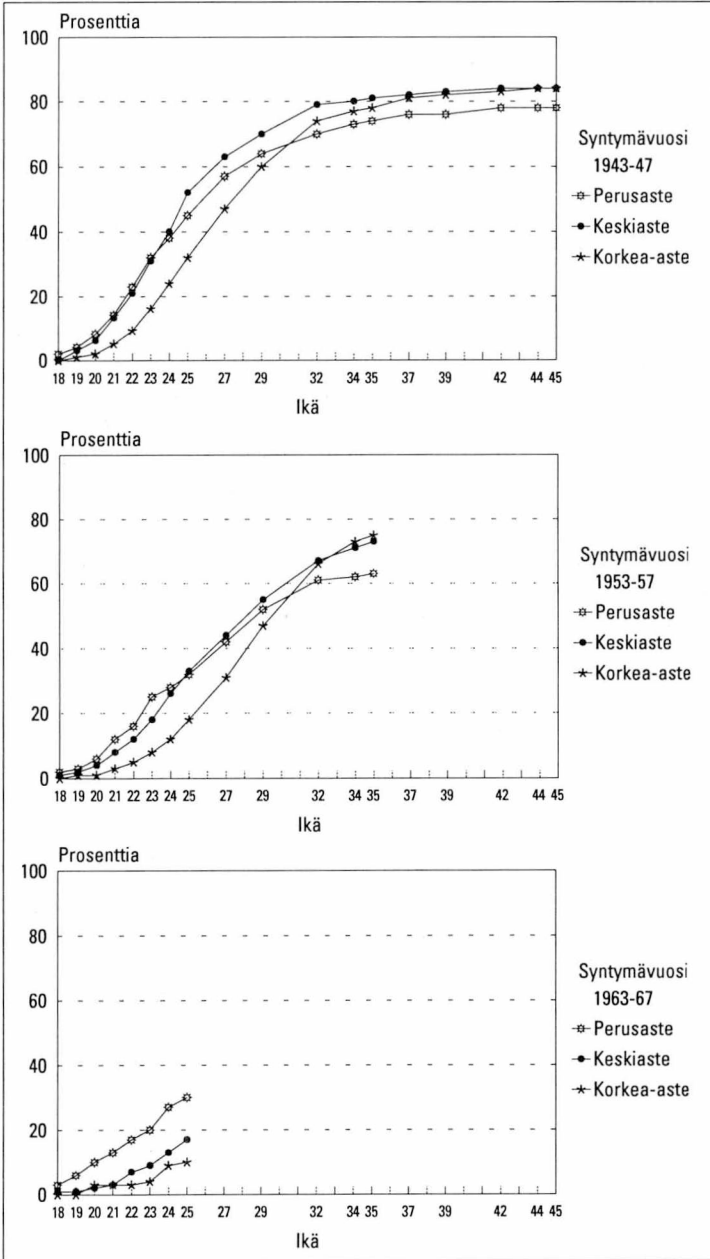 Prosenttia
100
80
60
40
20
0
18 19 20 21 22 23 24 25 27 29 32 34 35 37 39 42 44 45
Ikä
Syntymävuosi
1943-47
Perusaste
Keskiaste
Korkea-aste
Prosenttia
100
80
60
40
20
0
18 19 20 21 22 23 24 25 27 29 32 34 35 37 39 42 44 45
Ikä
Syntymävuosi
1953-57
Perusaste
Keskiaste
Korkea-aste
Prosenttia
100
80
60
40
20
0
18 19 20 21 22 23 24 25 27 29 32 34 35 37 39 42 44 45
Ikä
Syntymävuosi
1963-67
Perusaste
Keskiaste
Korkea-aste